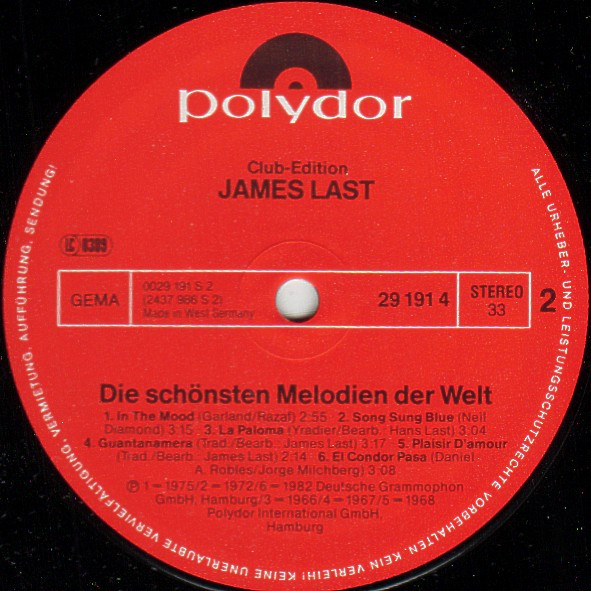 polydor
Club-Edition
JAMES LAST
LC 0309
GEMA
0029 191 S 2
(2437 986 S 2)
Made in West Germany
29 191 4
STEREO
33
2
Die schönsten Melodien der Welt
1. In The Mood (Garland/Razaf) 2:55 2. Song Sung Blue (Neil
Diamond) 3:15 3. La Paloma (Yradier/Bearb.: Hans Last) 3:04
4. Guantanamera (Trad./Bearb.: James Last) 3:17 5. Plaisir D'amour
(Trad./Bearb.: James Last) 2:14 6. El Condor Pasa (Daniel
A. Robles/Jorge Milchberg) 3:08
Ⓟ 1 = 1975/2 = 1972/6 = 1982 Deutsche Grammophon
GmbH, Hamburg/3 = 1966/4 = 1967/5 = 1968
Polydor International GmbH,
Hamburg
ALLE URHEBER- UND LEISTUNGSSCHUTZRECHTE VORBEHALTEN. KEIN VERLEIH! KEINE UNERLAUBTE VERVIELFÄLTIGUNG, VERMIETUNG, AUFFÜHRUNG, SENDUNG!